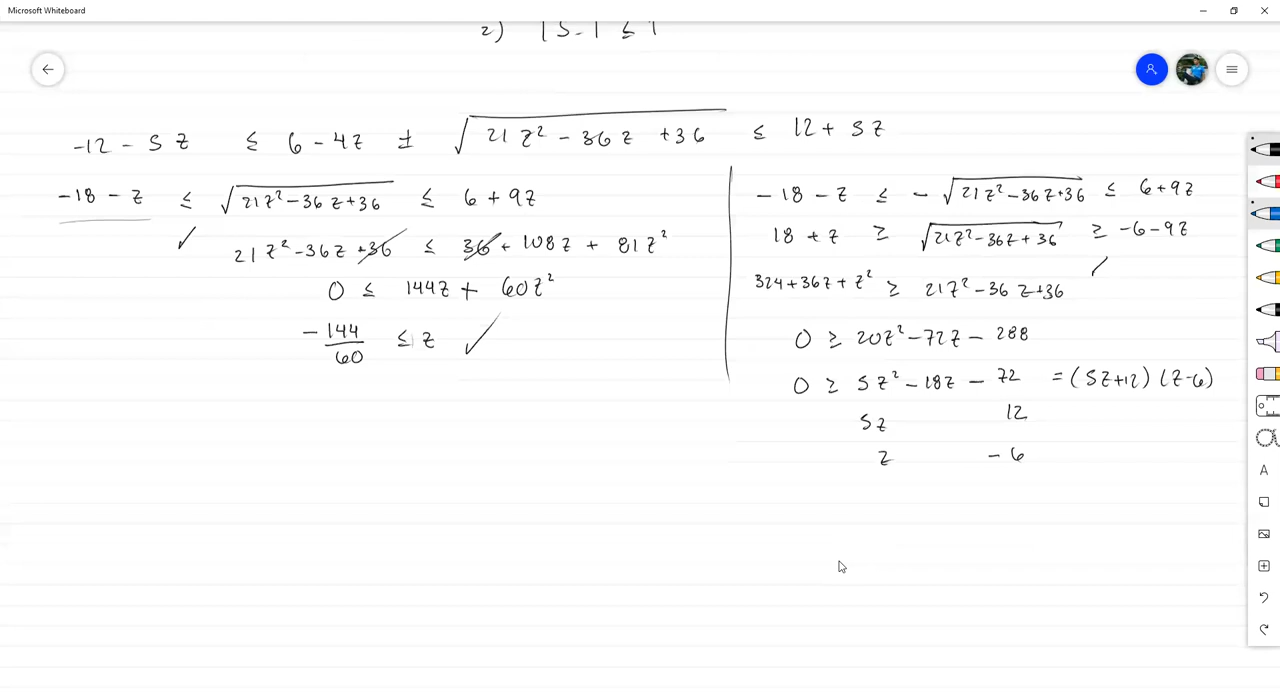 Microsoft Whiteboard
2) | S- | ≤ 1
-12 - 5z ≤ 6 - 4z ± √(21z² - 36z + 36) ≤ 12 + 5z
-18 - z ≤ √(21z² - 36z + 36) ≤ 6 + 9z
✓ 21z² - 36z + 36 ≤ 36 + 108z + 81z²
0 ≤ 144z + 60z²
-144/60 ≤ z ✓
-18 - z ≤ -√(21z² - 36z + 36) ≤ 6 + 9z
18 + z ≥ √(21z² - 36z + 36) ≥ -6 - 9z
324 + 36z + z² ≥ 21z² - 36z + 36 ✓
0 ≥ 20z² - 72z - 288
0 ≥ 5z² - 18z - 72 = (5z+12)(z-6)
5z 12
z -6
A